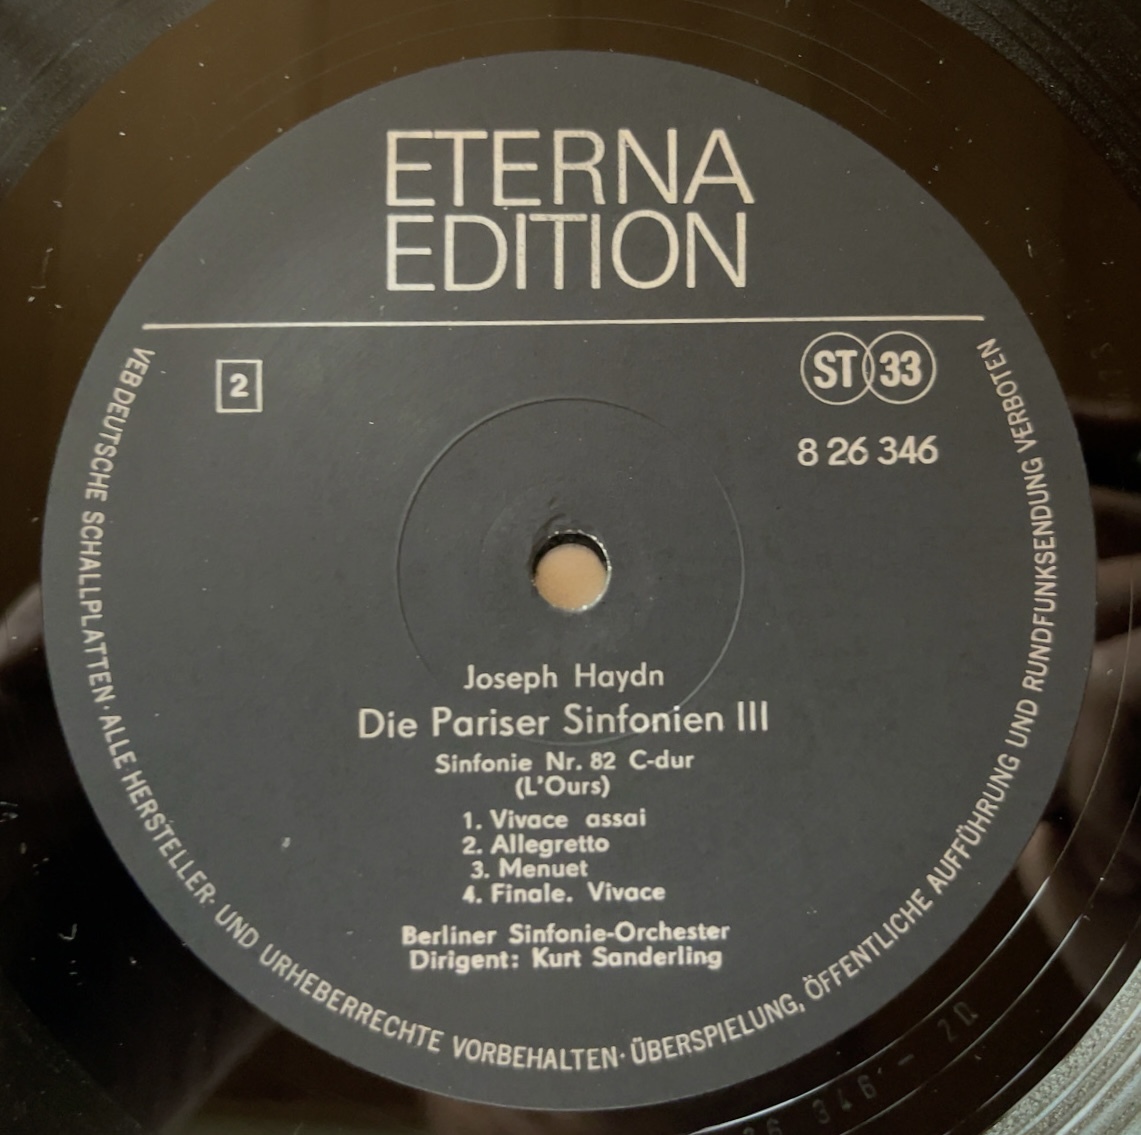 ETERNA
EDITION
2
ST 33
8 26 346
Joseph Haydn
Die Pariser Sinfonien III
Sinfonie Nr. 82 C-dur
(L'Ours)
1. Vivace assai
2. Allegretto
3. Menuet
4. Finale. Vivace
Berliner Sinfonie-Orchester
Dirigent: Kurt Sanderling
VEB DEUTSCHE SCHALLPLATTEN · ALLE HERSTELLER- UND URHEBERRECHTE VORBEHALTEN · ÜBERSPIELUNG, ÖFFENTLICHE AUFFÜHRUNG UND RUNDFUNKSENDUNG VERBOTEN